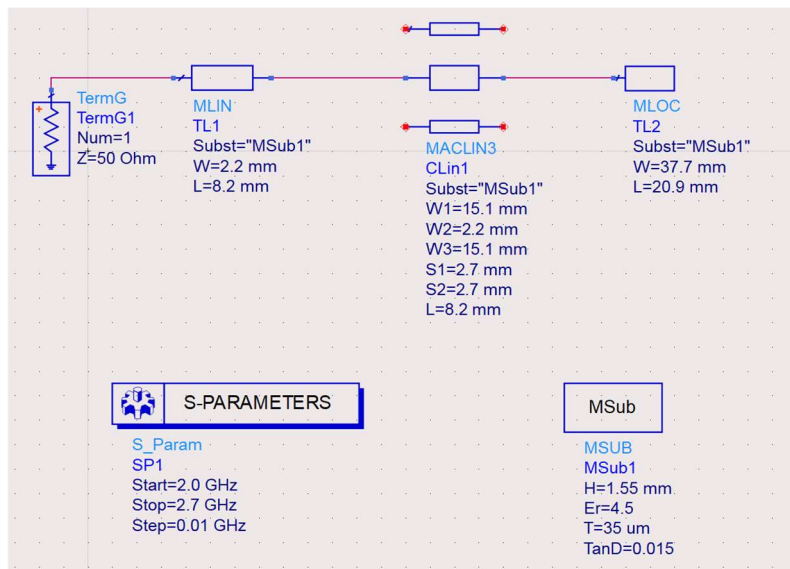 TermG
TermG1
Num=1
Z=50 Ohm
MLIN
TL1
Subst="MSub1"
W=2.2 mm
L=8.2 mm
MACLIN3
CLin1
Subst="MSub1"
W1=15.1 mm
W2=2.2 mm
W3=15.1 mm
S1=2.7 mm
S2=2.7 mm
L=8.2 mm
MLOC
TL2
Subst="MSub1"
W=37.7 mm
L=20.9 mm
S-PARAMETERS
S_Param
SP1
Start=2.0 GHz
Stop=2.7 GHz
Step=0.01 GHz
MSub
MSUB
MSub1
H=1.55 mm
Er=4.5
T=35 um
TanD=0.015